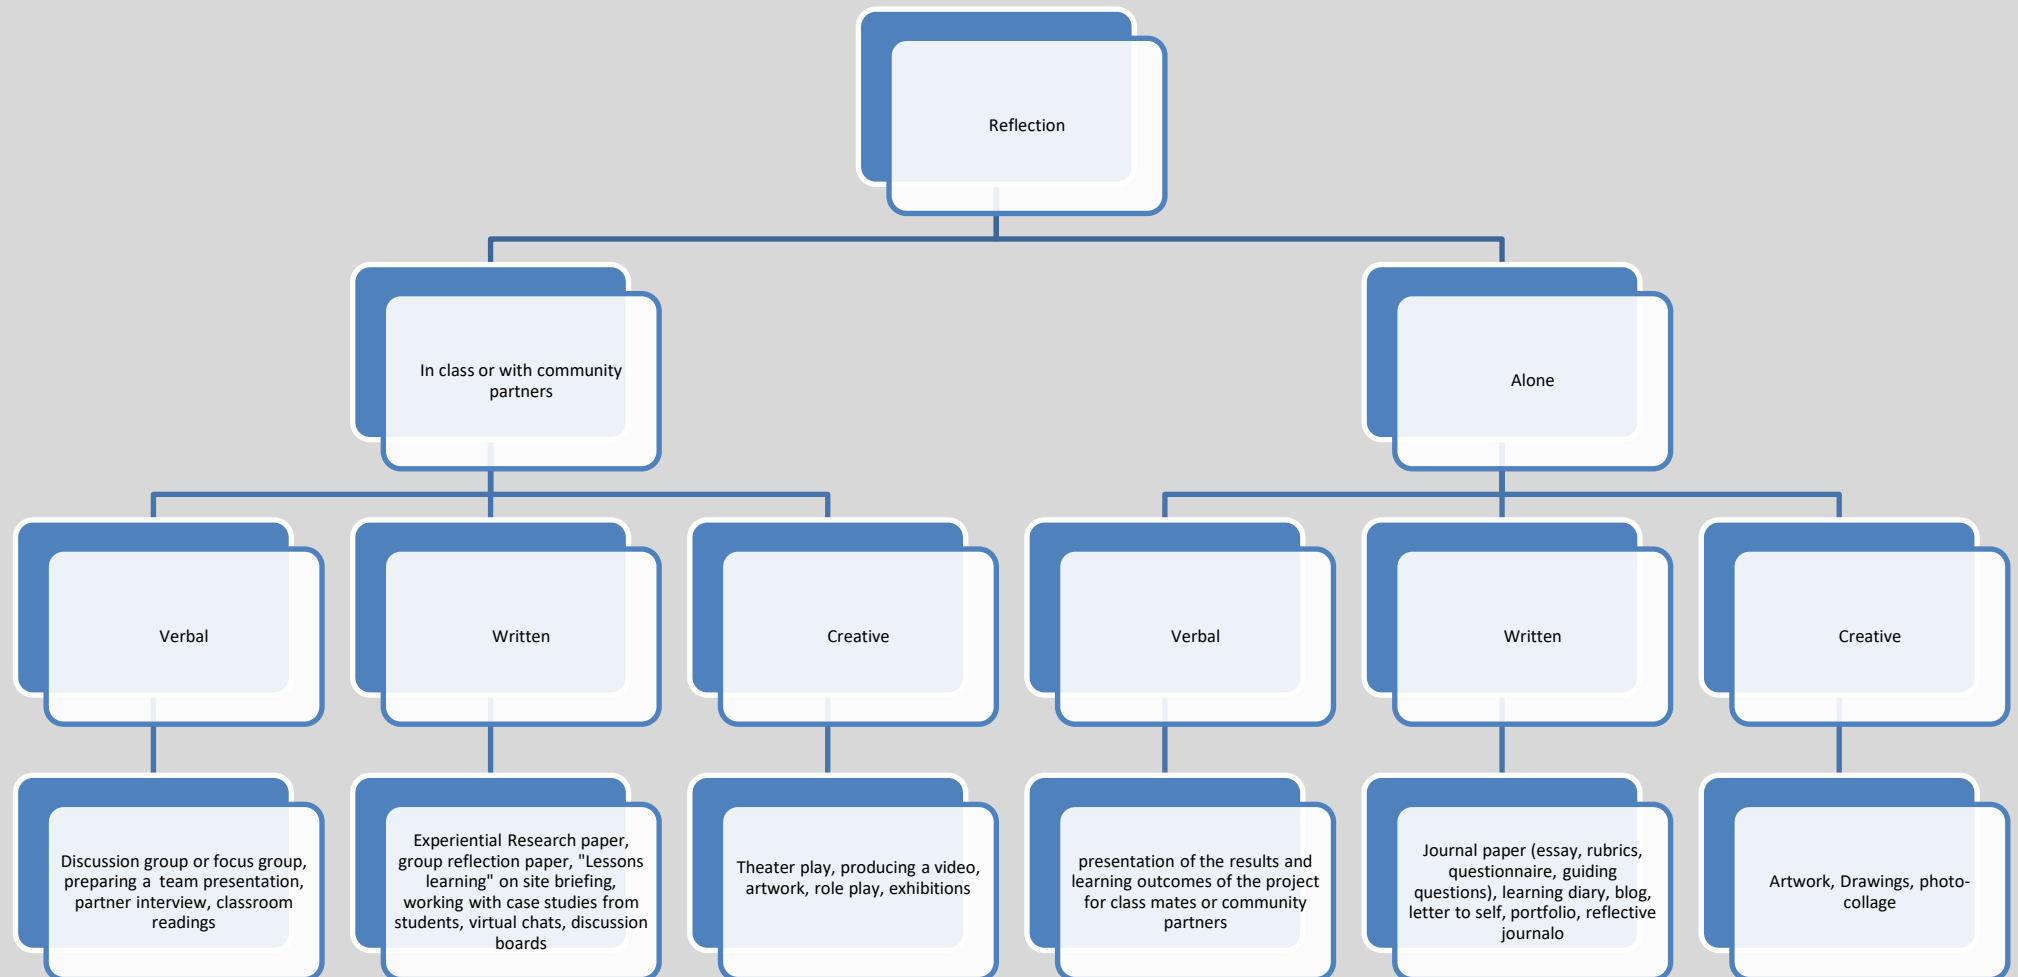 Reflection
In class or with community
partners
Alone
Verbal
Written
Creative
Verbal
Written
Creative
Discussion group or focus group,
preparing a team presentation,
partner interview, classroom
readings
Experiential Research paper,
group reflection paper, "Lessons
learning" on site briefing,
working with case studies from
students, virtual chats, discussion
boards
Theater play, producing a video,
artwork, role play, exhibitions
presentation of the results and
learning outcomes of the project
for class mates or community
partners
Journal paper (essay, rubrics,
questionnaire, guiding
questions), learning diary, blog,
letter to self, portfolio, reflective
journalo
Artwork, Drawings, photo-
collage